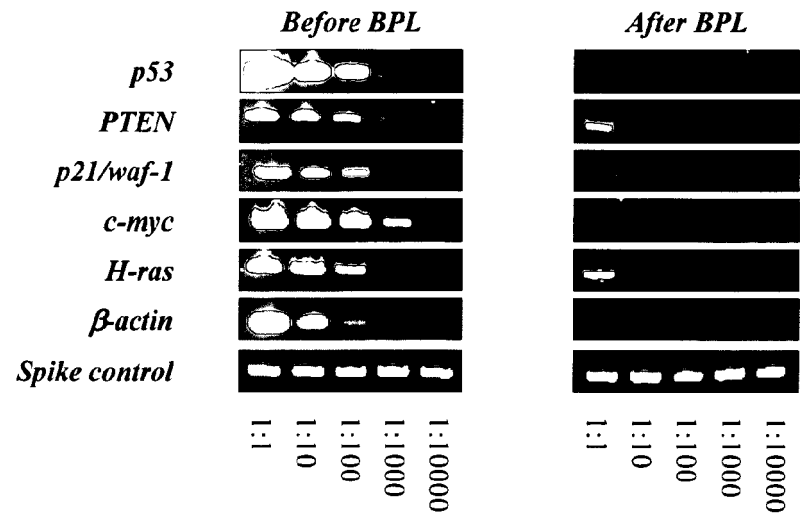 Before BPL
After BPL
p53
PTEN
p21/waf-1
c-myc
H-ras
β-actin
Spike control
1:1
1:10
1:100
1:1000
1:10000
1:1
1:10
1:100
1:1000
1:10000